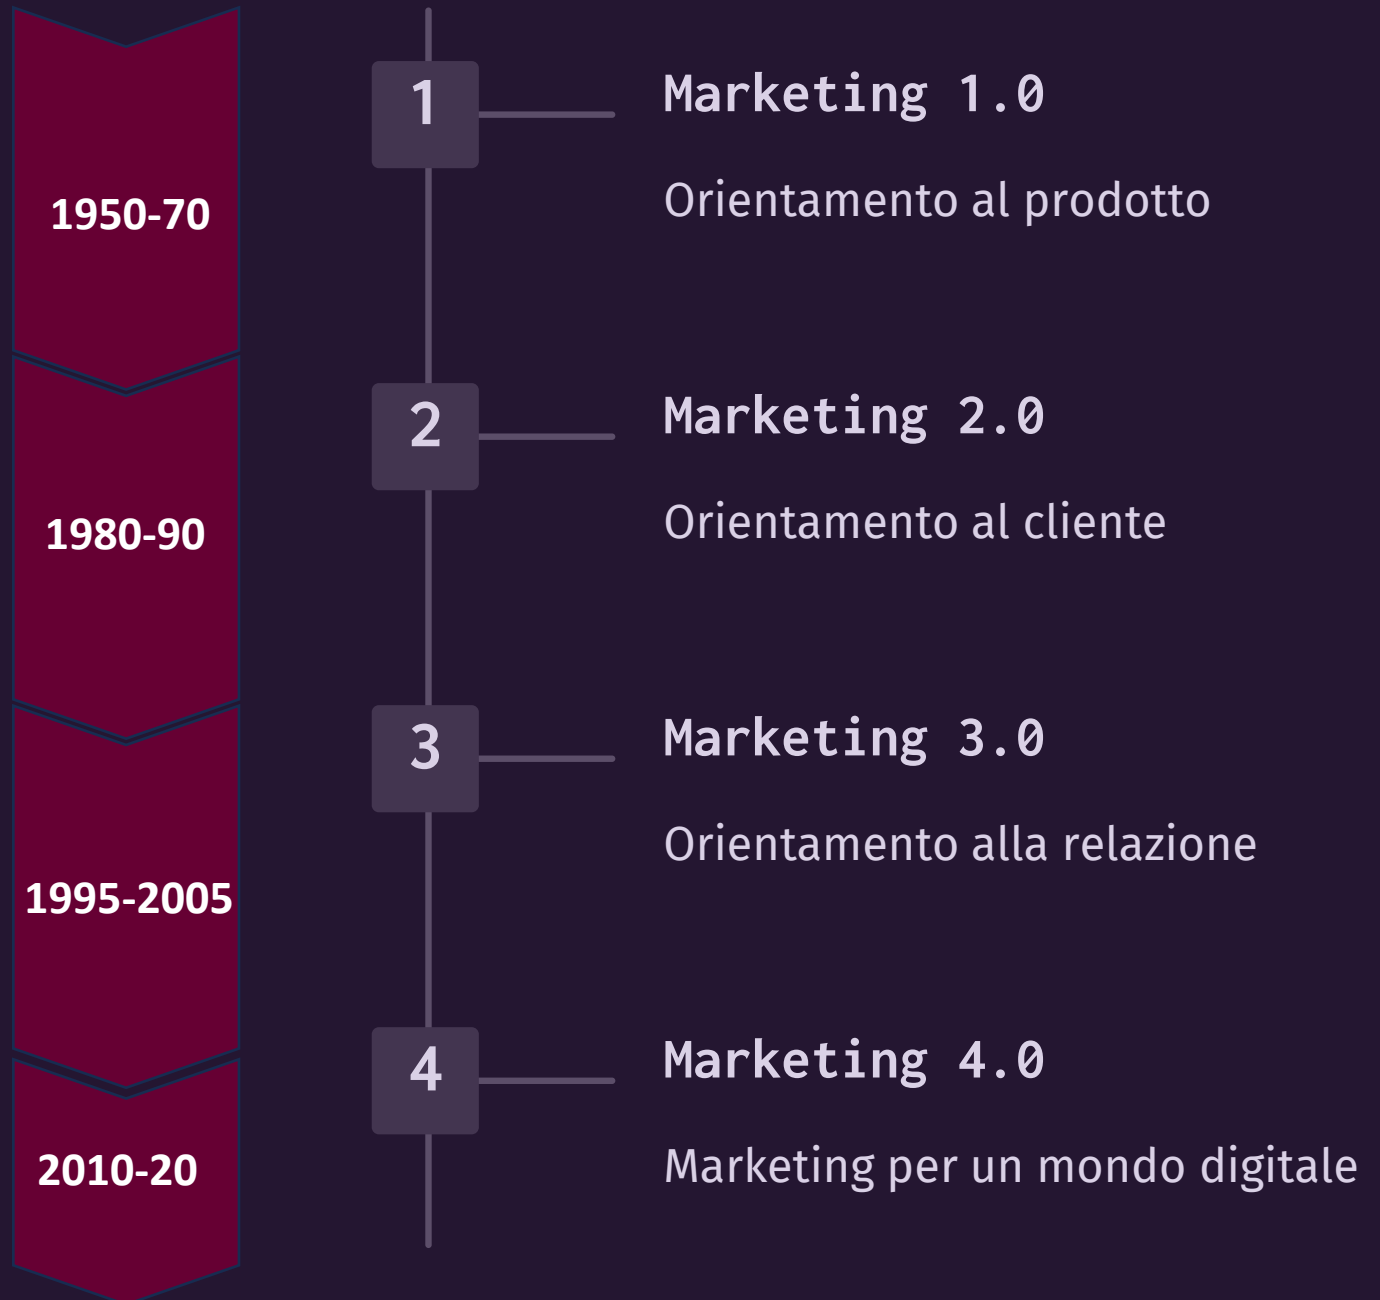 1950-70
1
Marketing 1.0
Orientamento al prodotto
1980-90
2
Marketing 2.0
Orientamento al cliente
1995-2005
3
Marketing 3.0
Orientamento alla relazione
2010-20
4
Marketing 4.0
Marketing per un mondo digitale